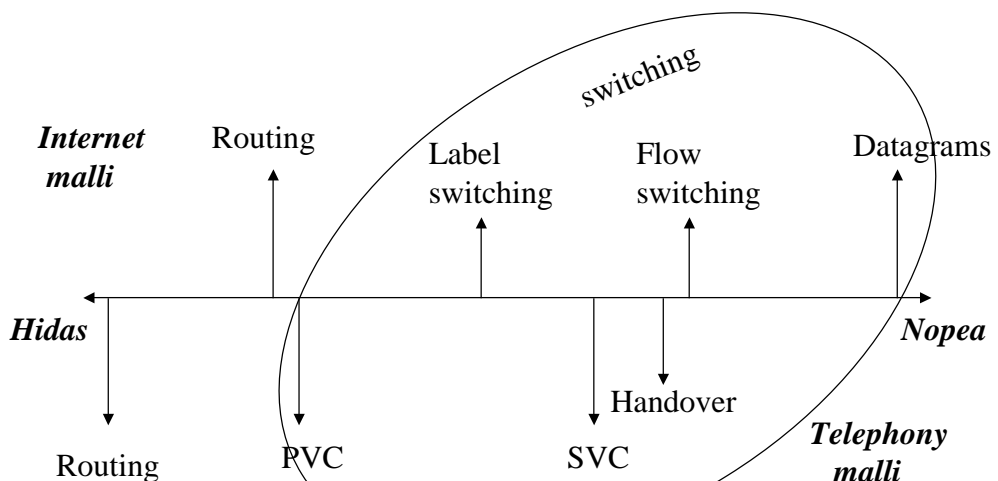 switching
Internet
malli
Routing
Label
switching
Flow
switching
Datagrams
Hidas
Nopea
Routing
PVC
SVC
Handover
Telephony
malli